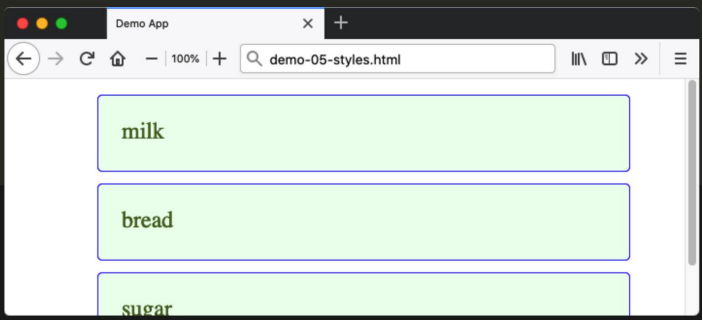 Demo App
100%
demo-05-styles.html
milk
bread
sugar